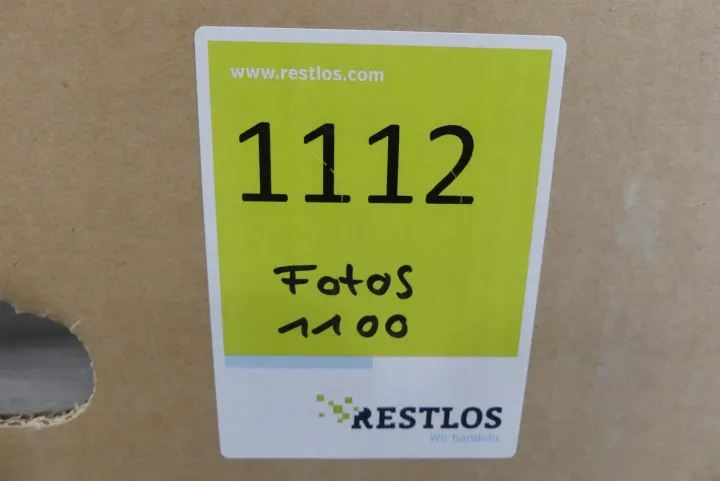 www.restlos.com
1112
Fotos
1100
RESTLOS
Wir handeln.